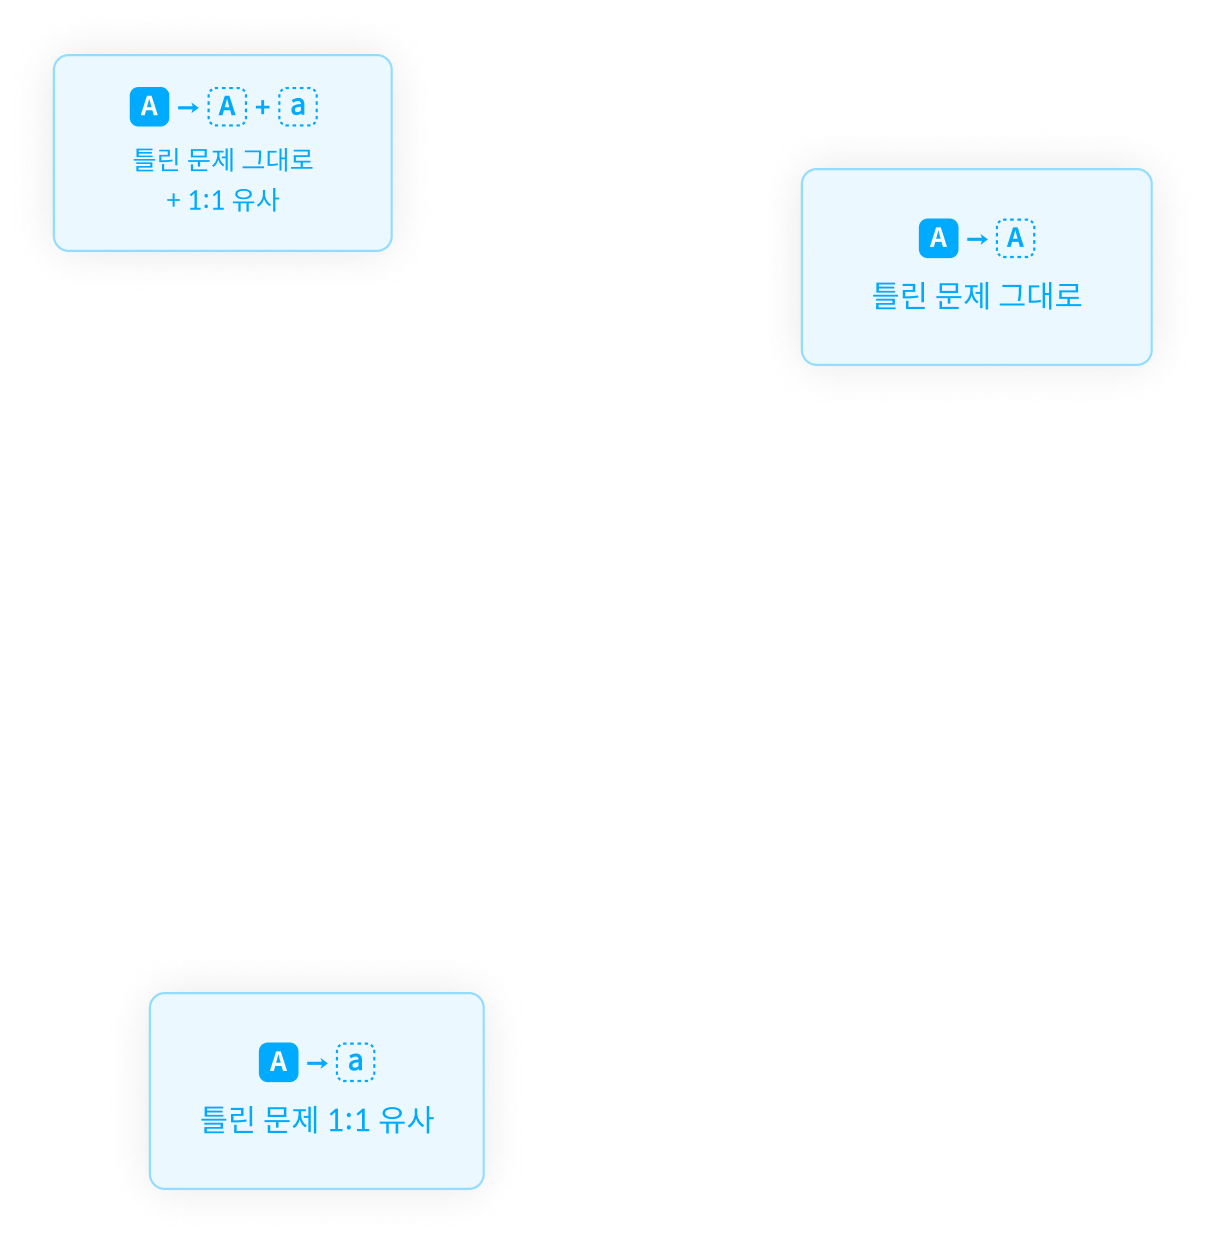 A → A + a
틀린 문제 그대로
+ 1:1 유사
A → A
틀린 문제 그대로
A → a
틀린 문제 1:1 유사